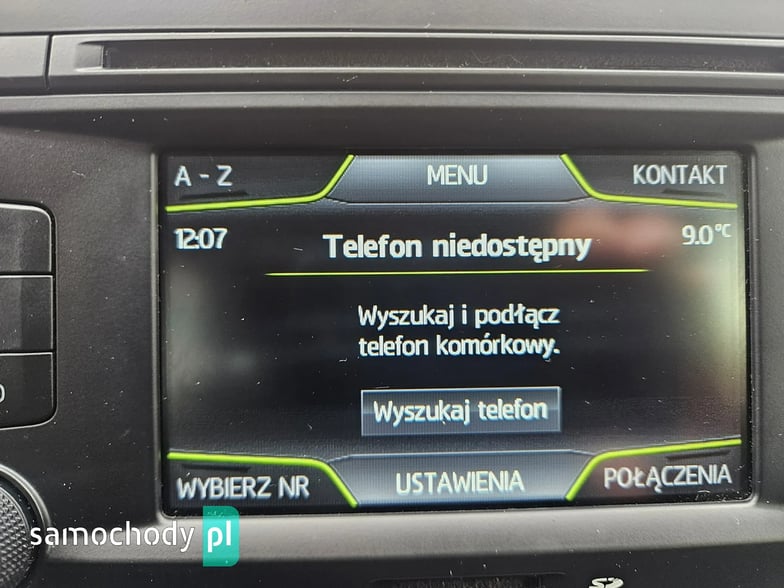 A - Z
MENU
KONTAKT
12:07
Telefon niedostępny
9.0°C
Wyszukaj i podłącz
telefon komórkowy.
Wyszukaj telefon
WYBIERZ NR
USTAWIENIA
POŁĄCZENIA
samochody pl